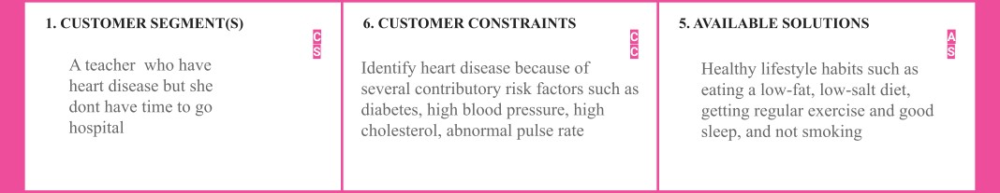 1. CUSTOMER SEGMENT(S)
CS
A teacher who have
heart disease but she
dont have time to go
hospital
6. CUSTOMER CONSTRAINTS
CC
Identify heart disease because of
several contributory risk factors such as
diabetes, high blood pressure, high
cholesterol, abnormal pulse rate
5. AVAILABLE SOLUTIONS
AS
Healthy lifestyle habits such as
eating a low-fat, low-salt diet,
getting regular exercise and good
sleep, and not smoking